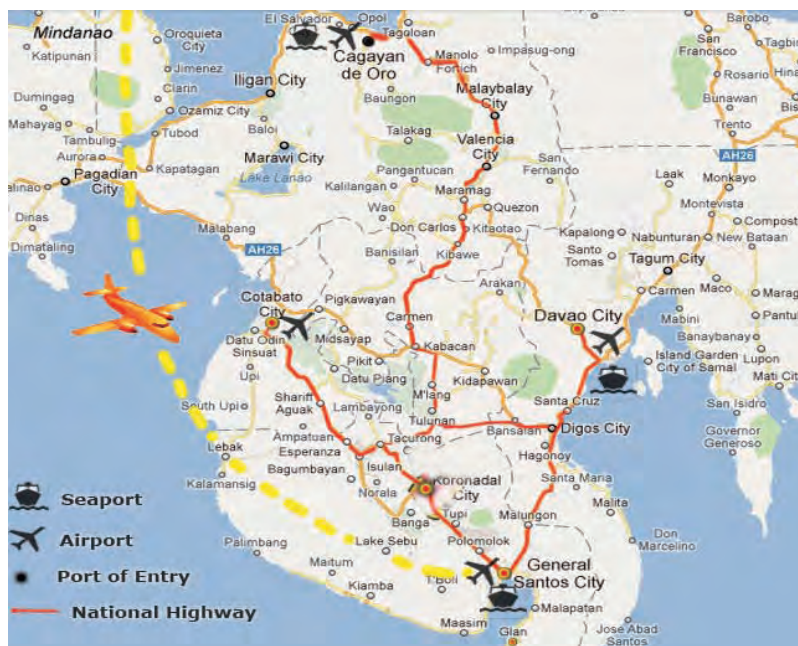 Mindanao
El Salvador
Opol
Tagoloan
Cagayan
de Oro
Oroquieta
City
Katipunan
Jimenez
Clarin
Dumingag
Ozamiz City
Mahayag
Tambulig
Tubod
Aurora
Kapatagan
Pagadian
City
Dinas
Dimataling
Iligan City
Baloi
Marawi City
Lake Lanao
Malabang
AH26
Manolo
Fortich
Impasug-ong
Malaybalay
City
Baungon
Talakag
Valencia
City
Pangantucan
Kalilangan
Maramag
San
Fernando
Wao
Don Carlos
Quezon
Kitaotao
Kibawe
Banisilan
Arakan
San
Francisco
Barobo
Rosario
Bunawan
Trento
AH26
Laak
Monkayo
Montevista
Kapalong
Nabunturan
New Bataan
Santo
Tomas
Tagum City
Carmen
Maco
Mabini
Banaybanay
Lupon
Mati
Island Garden
City of Samal
San Isidro
Governor
Generoso
Davao City
Cotabato
City
Pigkawayan
Datu Odin
Sinsuat
Midsayap
Carmen
Kabacan
Pikit
Upi
Datu Piang
Kidapawan
M'lang
South Upi
Shariff
Aguak
Lambayong
Tulunan
Santa Cruz
Bansalan
Digos City
Hagonoy
Ampatuan
Esperanza
Tacurong
Lebak
Isulan
Bagumbayan
Kalamansig
Norala
Koronadal
City
Santa Maria
Malita
Banga
Tupi
Malungon
Don
Marcelino
Palimbang
Lake Sebu
Polomolok
Maitum
General
Santos City
Kiamba
T'Boli
Malapatan
Maasim
Glan
Jose Abad
Santos
Seaport
Airport
Port of Entry
National Highway